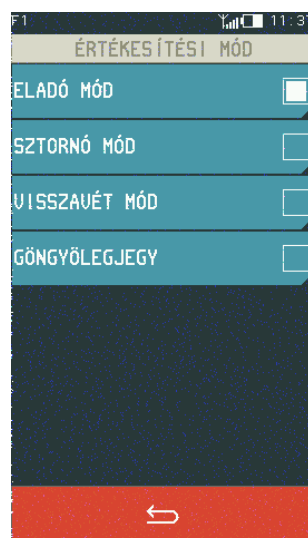 F1 11:37
ÉRTÉKESÍTÉSI MÓD
ELADÓ MÓD
SZTORNÓ MÓD
VISSZAVÉT MÓD
GÖNGYÖLEGJEGY